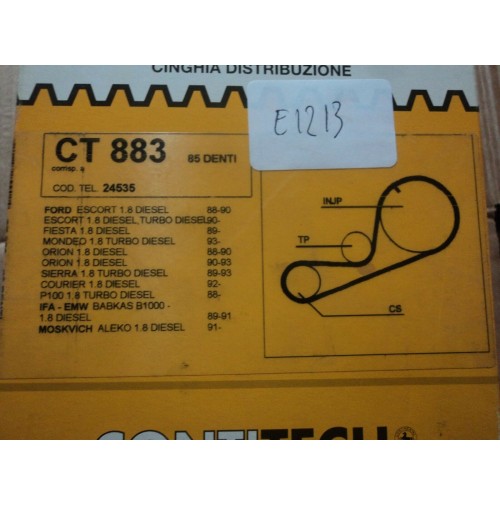 CINGHIA DISTRIBUZIONE
E1213
CT 883 65 DENTI
corrisp. a
COD. TEL. 24535
FORD ESCORT 1.8 DIESEL 88-90
ESCORT 1.8 DIESEL,TURBO DIESEL 90-
FIESTA 1.8 DIESEL 89-
MONDEO 1.8 TURBO DIESEL 93-
ORION 1.8 DIESEL 88-90
ORION 1.8 DIESEL 90-93
SIERRA 1.8 TURBO DIESEL 89-93
COURIER 1.8 DIESEL 92-
P100 1.8 TURBO DIESEL 88-
IFA - EMW BABKAS B1000 -
1.8 DIESEL 89-91
MOSKVICH ALEKO 1.8 DIESEL 91-
INJP
TP
CS
CONTITECH